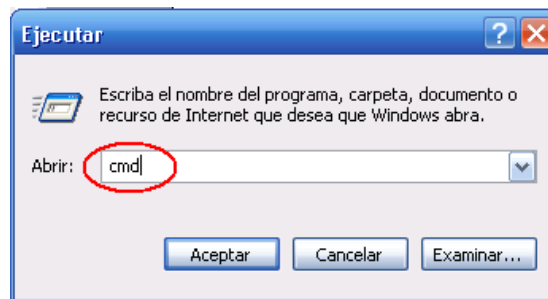 Ejecutar
Escriba el nombre del programa, carpeta, documento o
recurso de Internet que desea que Windows abra.
Abrir: cmd
Aceptar Cancelar Examinar...